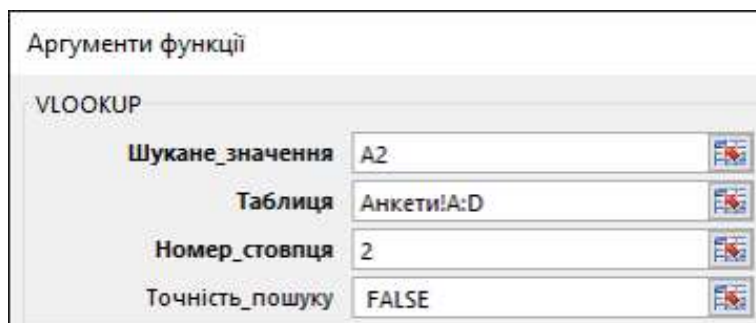 Аргументи функції
VLOOKUP
Шукане_значення A2
Таблиця Анкети!A:D
Номер_стовпця 2
Точність_пошуку FALSE